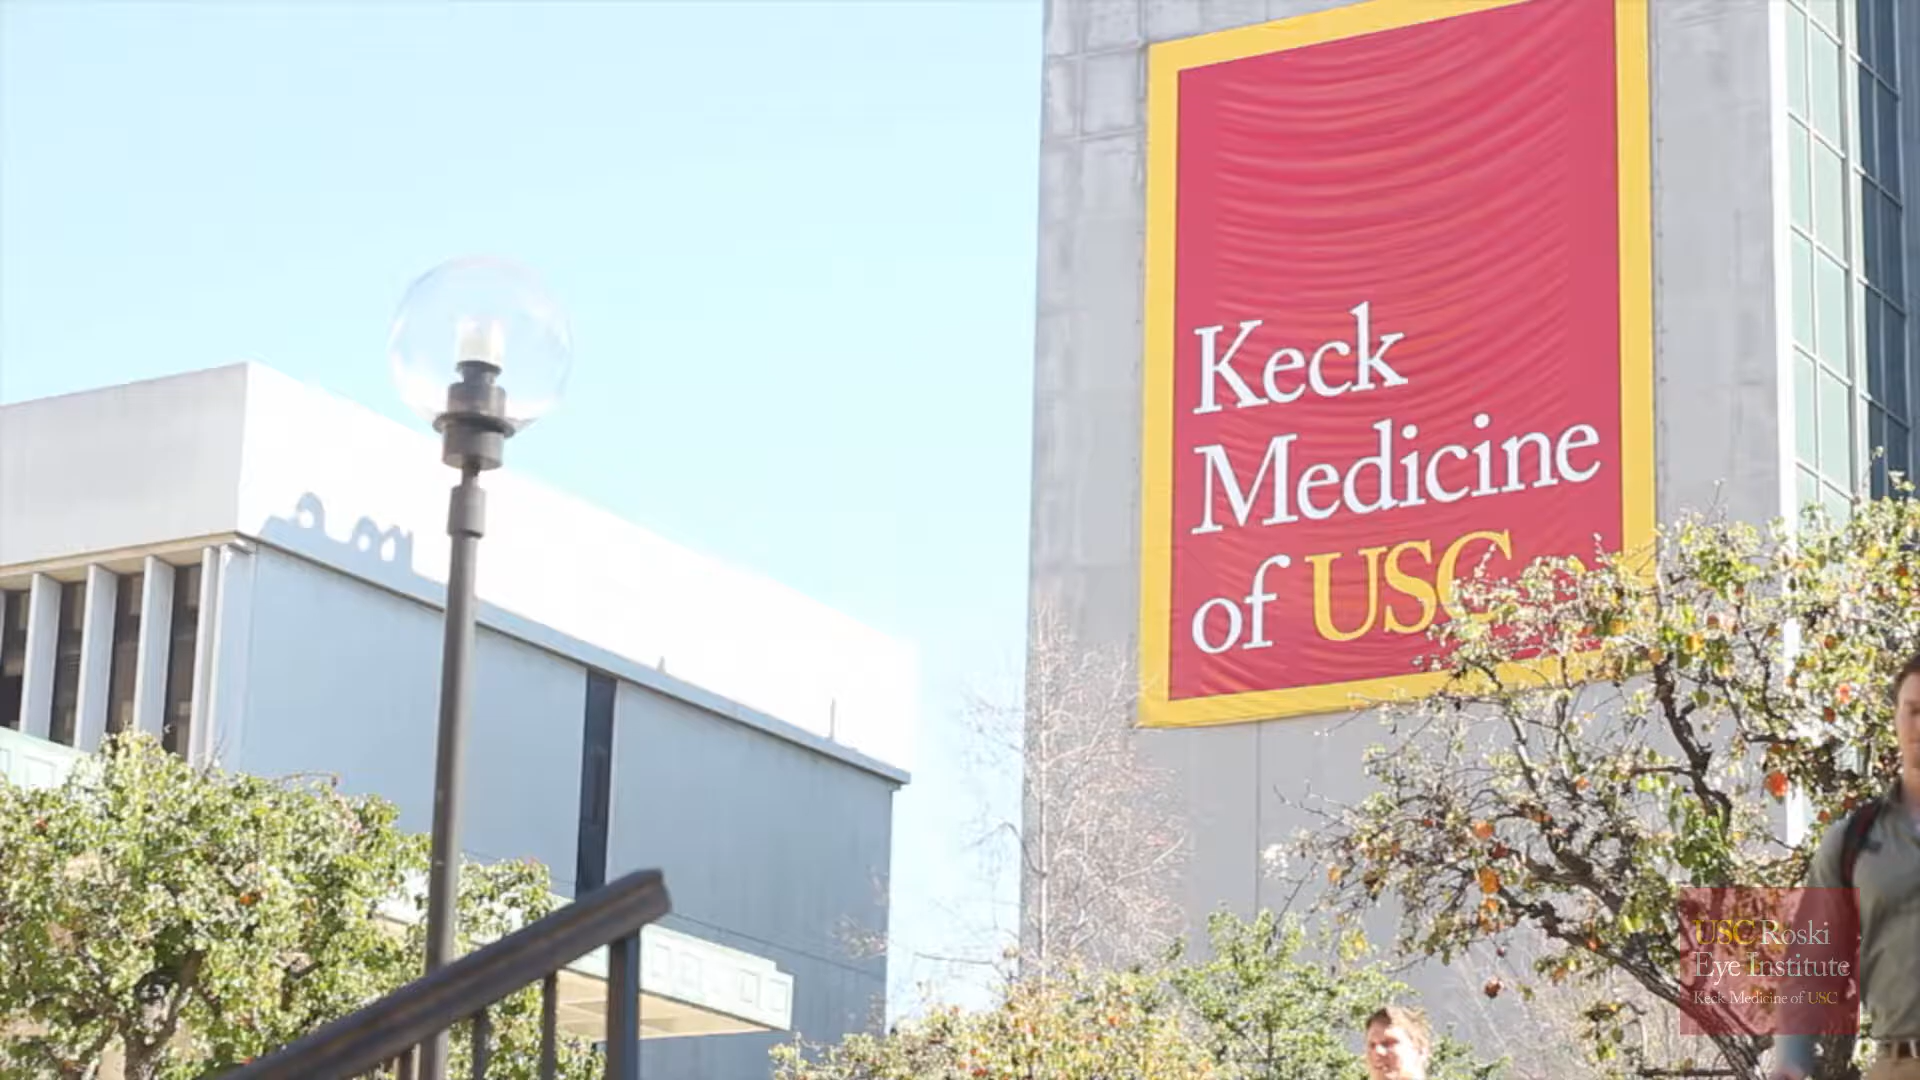 Keck
Medicine
of USC
USC Roski
Eye Institute
Keck Medicine of USC